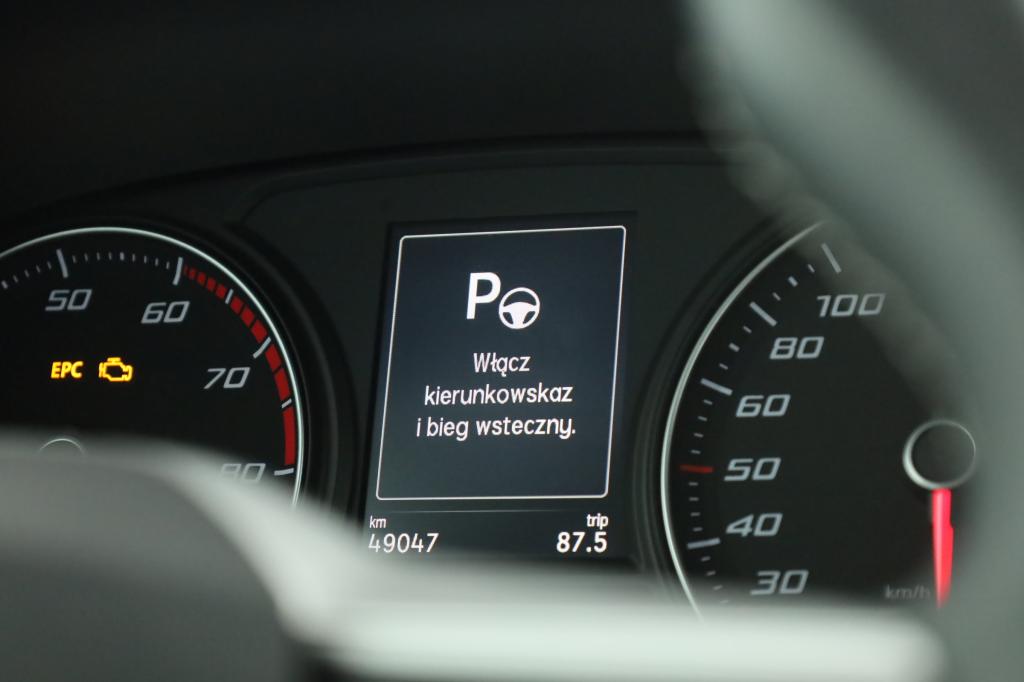 50
60
70
80
EPC
P
Włącz
kierunkowskaz
i bieg wsteczny.
km
trip
49047
87.5
100
80
60
50
40
30
km/h